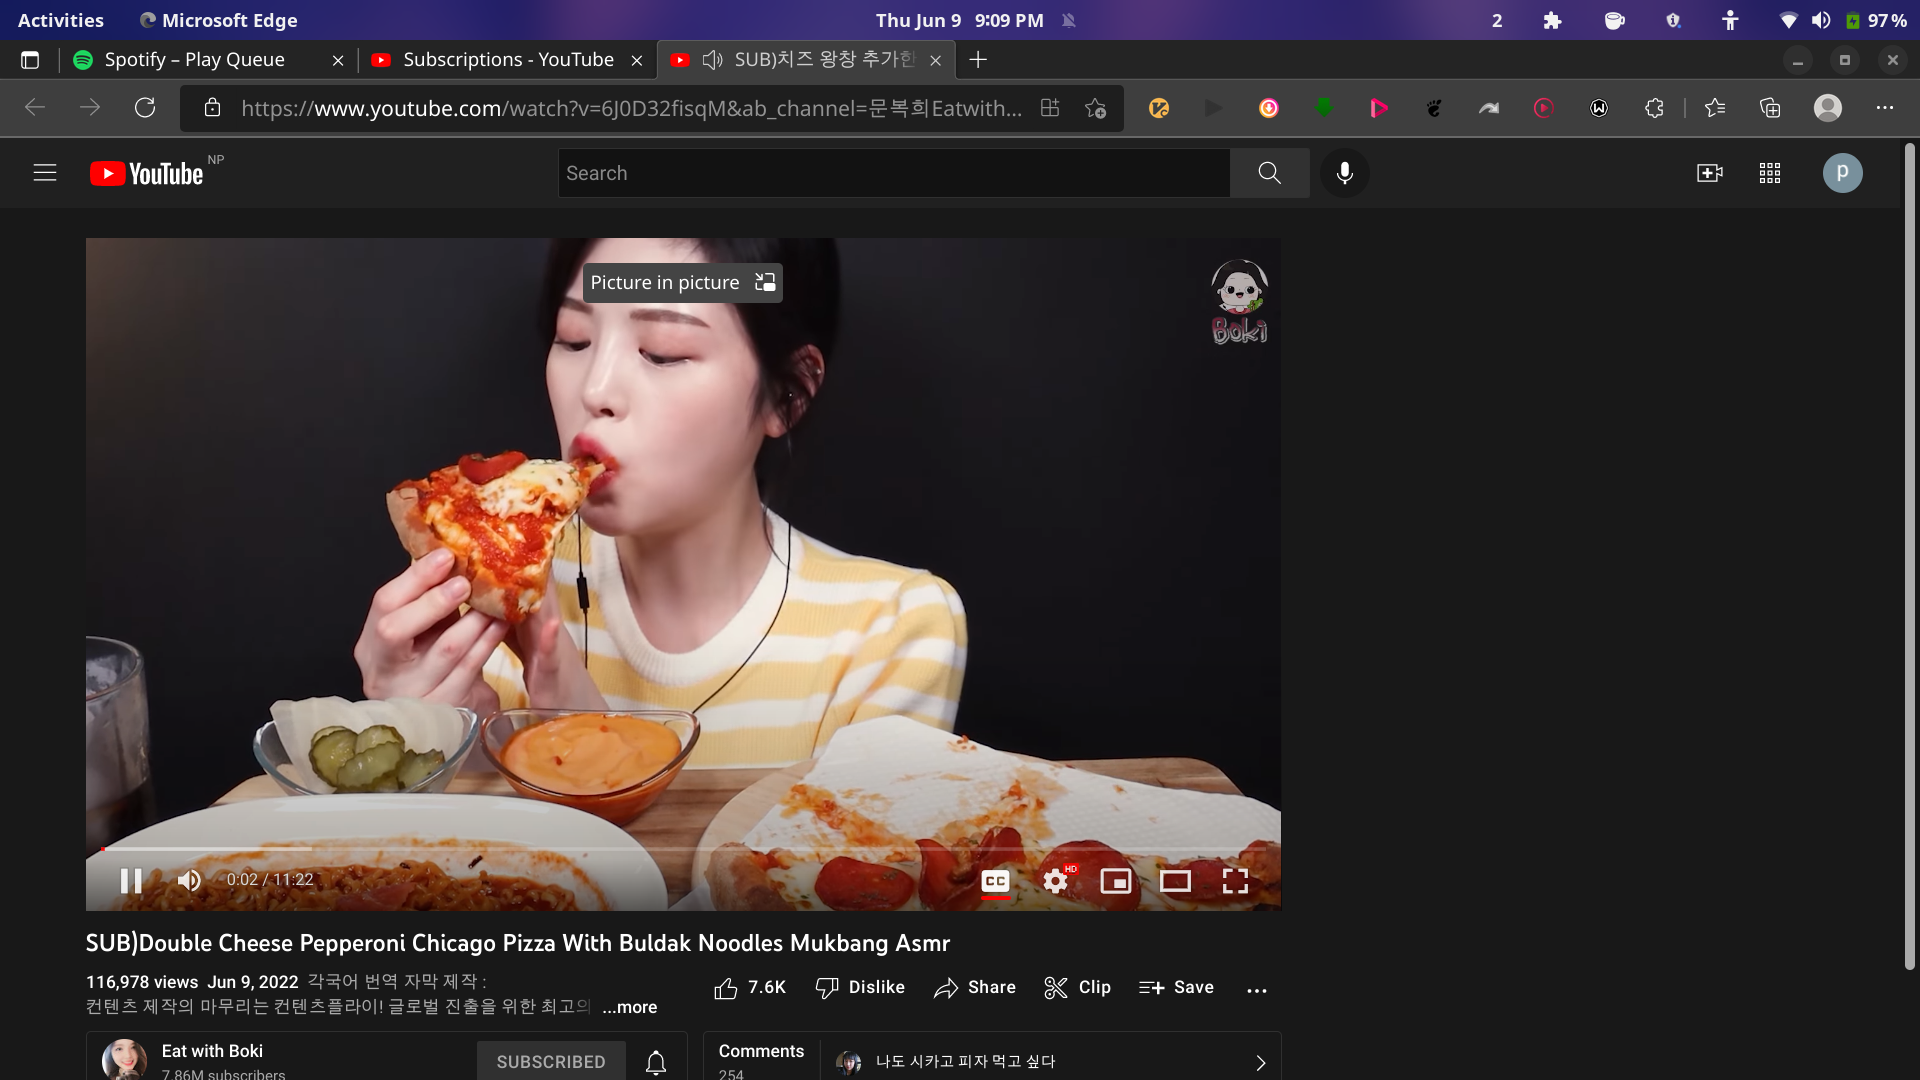 Activities
Microsoft Edge
Thu Jun 9 9:09 PM
2
97 %
Spotify – Play Queue
Subscriptions - YouTube
SUB)치즈 왕창 추가한
https://www.youtube.com/watch?v=6J0D32fisqM&ab_channel=문복희Eatwith...
YouTube NP
Search
p
Picture in picture
Boki
0:02 / 11:22
CC
HD
SUB)Double Cheese Pepperoni Chicago Pizza With Buldak Noodles Mukbang Asmr
116,978 views Jun 9, 2022 각국어 번역 자막 제작 :
컨텐츠 제작의 마무리는 컨텐츠플라이! 글로벌 진출을 위한 최고의 ...more
7.6K
Dislike
Share
Clip
Save
Eat with Boki
7.86M subscribers
SUBSCRIBED
Comments
254
나도 시카고 피자 먹고 싶다